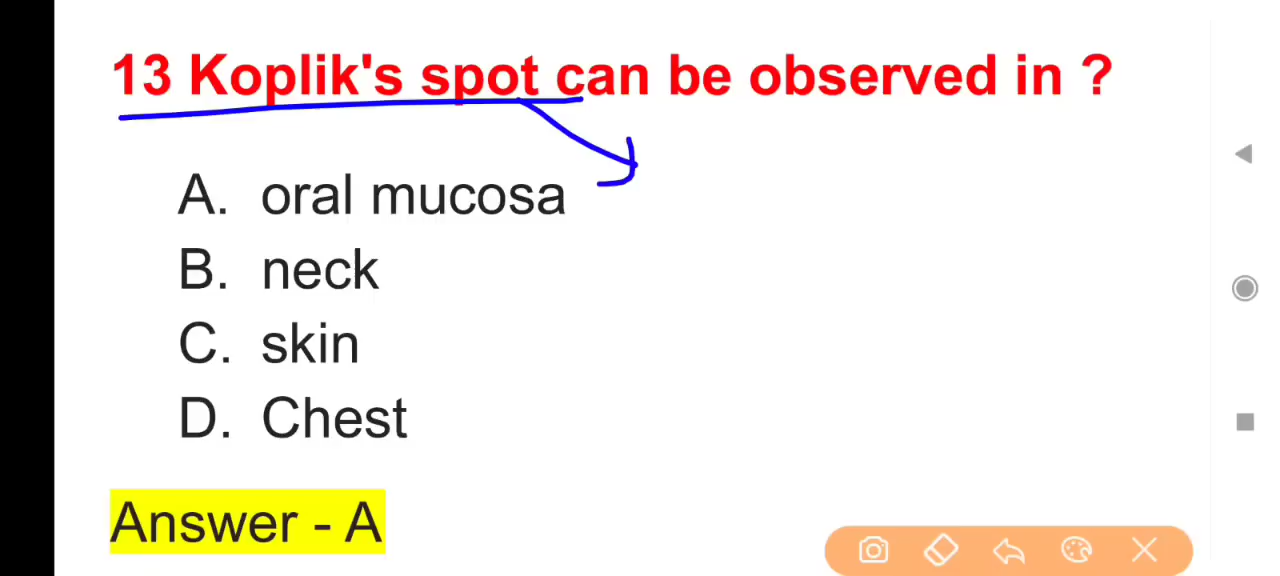 13 Koplik's spot can be observed in ?
A. oral mucosa
B. neck
C. skin
D. Chest
Answer - A